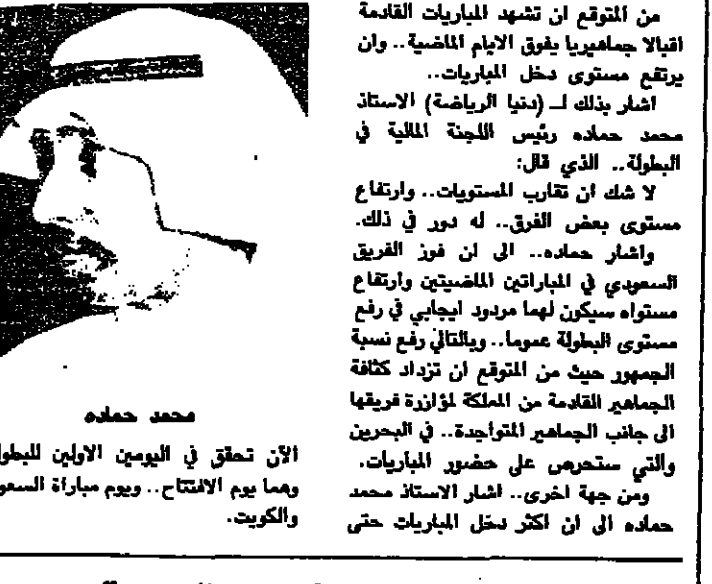 من المتوقع ان تشهد المباريات القادمة
اقبالا جماهيريا يفوق الايام الماضية.. وان
يرتفع مستوى دخل المباريات..
اشار بذلك لـ (دنيا الرياضة) الاستاذ
محمد حماده رئيس اللجنة المالية في
البطولة.. الذي قال:
لا شك ان تقارب المستويات.. وارتفاع
مستوى بعض الفرق.. له دور في ذلك.
واشار حماده.. الى ان فوز الفريق
السعودي في المباراتين الماضيتين وارتفاع
مستواه سيكون لهما مردود ايجابي في رفع
مستوى البطولة عموما.. وبالتالي رفع نسبة
الجمهور حيث من المتوقع ان تزداد كثافة
الجماهير القادمة من المملكة لمؤازرة فريقها
الى جانب الجماهير المتواجدة.. في البحرين
والتي ستحرص على حضور المباريات.
ومن جهة اخرى.. اشار الاستاذ محمد
حماده الى ان اكثر دخل المباريات حتى
محمد حماده
الآن تحقق في اليومين الاولين للبطول
وهما يوم الافتتاح.. ويوم مباراة السعو
والكويت.